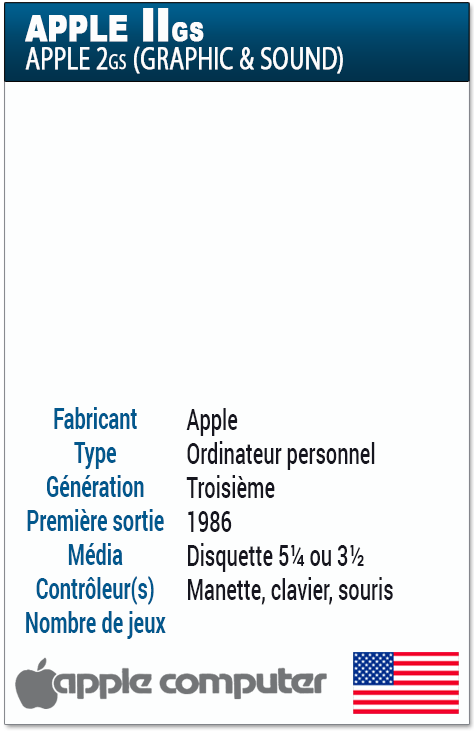 APPLE IIGS
APPLE 2GS (GRAPHIC & SOUND)
Fabricant Apple
Type Ordinateur personnel
Génération Troisième
Première sortie 1986
Média Disquette 5¼ ou 3½
Contrôleur(s) Manette, clavier, souris
Nombre de jeux
apple computer